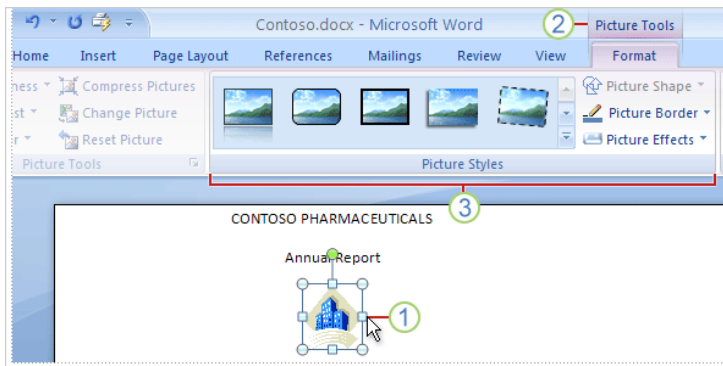 Contoso.docx - Microsoft Word
2
Picture Tools
Home Insert Page Layout References Mailings Review View Format
ness Compress Pictures
st Change Picture
r Reset Picture
Picture Tools
Picture Shape
Picture Border
Picture Effects
Picture Styles
3
CONTOSO PHARMACEUTICALS
Annual Report
1